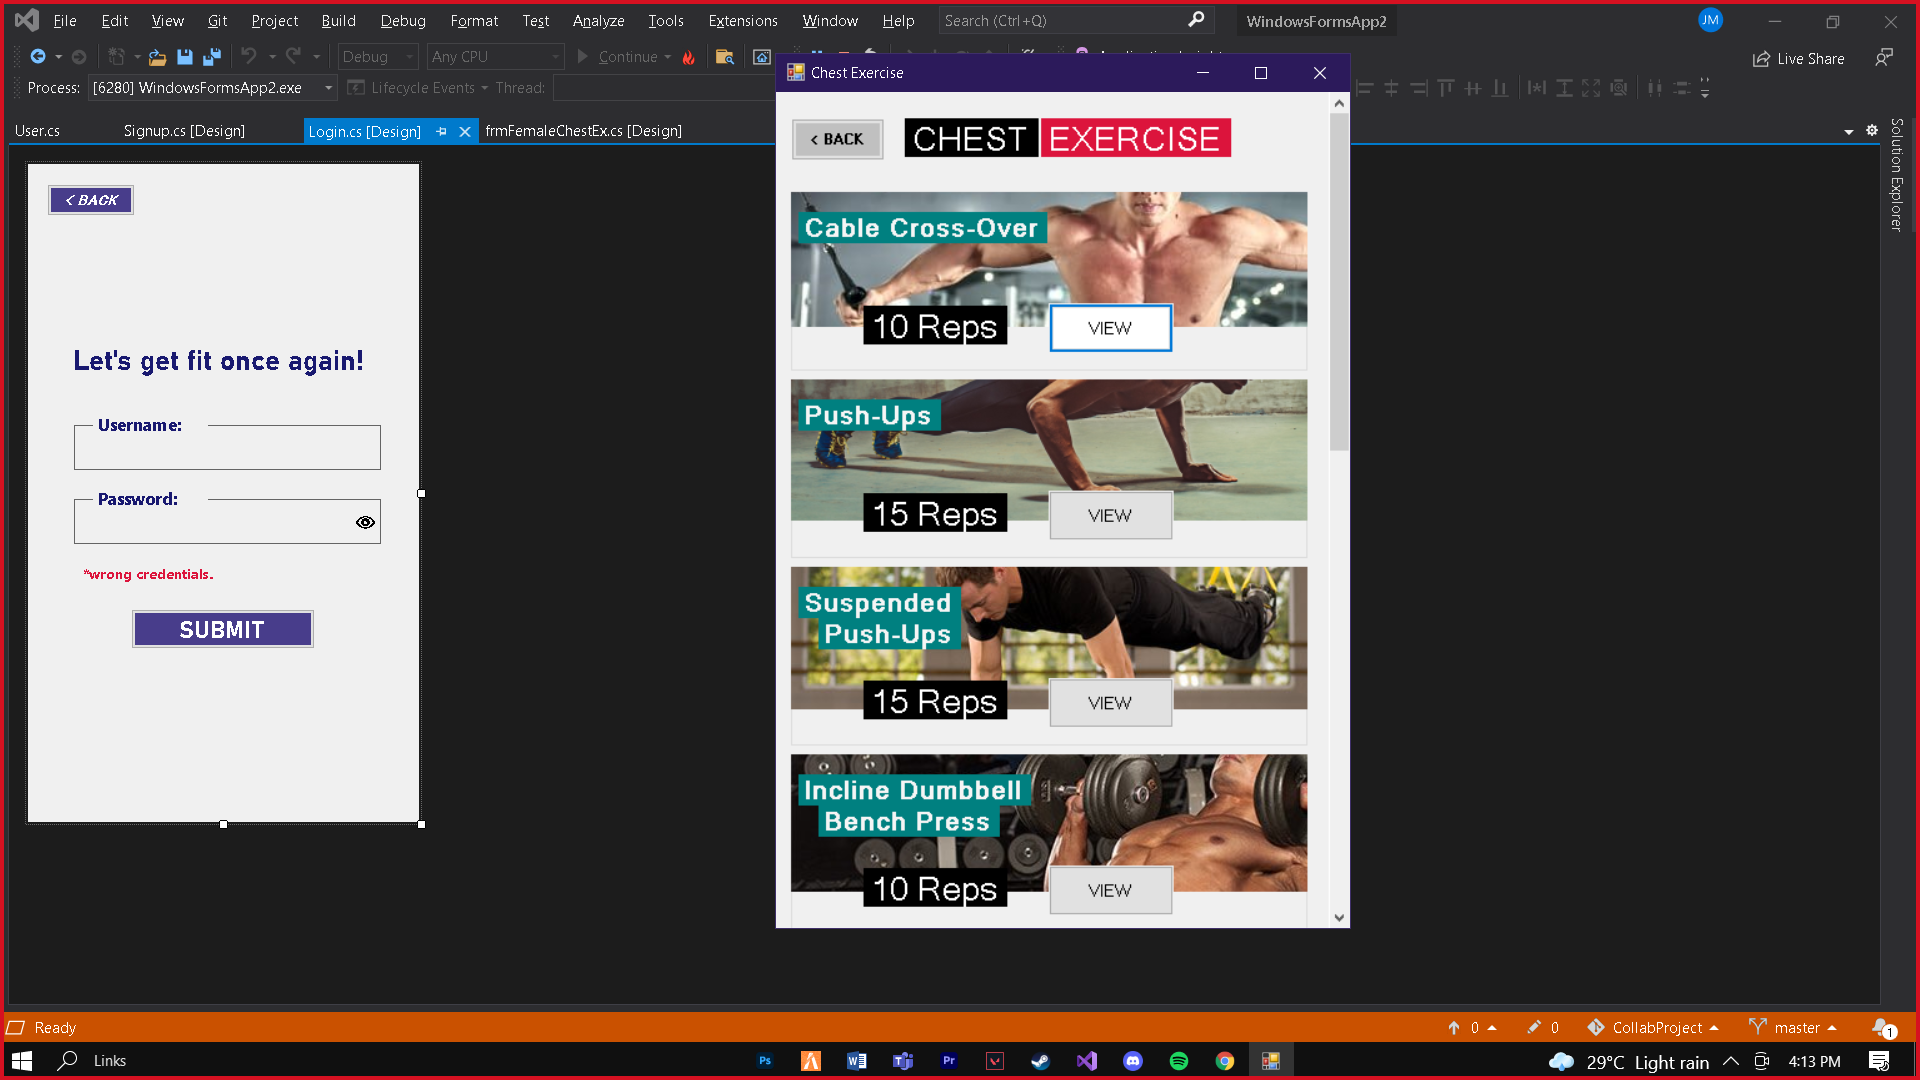 File Edit View Git Project Build Debug Format Test Analyze Tools Extensions Window Help Search (Ctrl+Q) WindowsFormsApp2 JM
Debug Any CPU Continue Live Share
Process: [6280] WindowsFormsApp2.exe Lifecycle Events Thread:
User.cs Signup.cs [Design] Login.cs [Design] frmFemaleChestEx.cs [Design]
Solution Explorer
< BACK
Let's get fit once again!
Username:
Password:
*wrong credentials.
SUBMIT
Chest Exercise
< BACK CHEST EXERCISE
Cable Cross-Over
10 Reps VIEW
Push-Ups
15 Reps VIEW
Suspended
Push-Ups
15 Reps VIEW
Incline Dumbbell
Bench Press
10 Reps VIEW
Ready 0 0 CollabProject master 1
Links Ps W Pr 29°C Light rain 4:13 PM